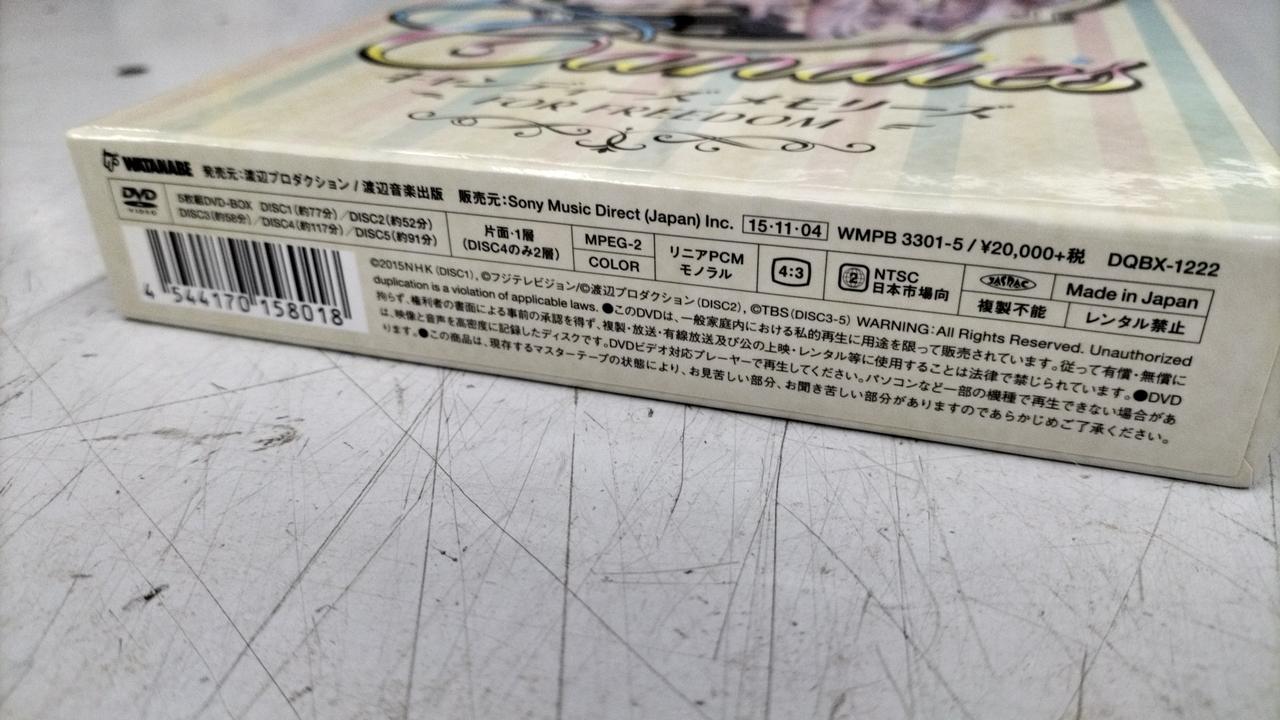 Candies
キャンディーズ メモリーズ
FOR FREEDOM
WATANABE 発売元:渡辺プロダクション / 渡辺音楽出版 販売元:Sony Music Direct (Japan) Inc. 15・11・04 WMPB 3301-5 / ¥20,000+税 DQBX-1222
DVD VIDEO
5枚組DVD-BOX DISC1(約77分)/DISC2(約52分)
DISC3(約58分)/DISC4(約117分)/DISC5(約91分)
片面・1層
(DISC4のみ2層)
MPEG-2
COLOR
リニアPCM
モノラル
4:3
2 NTSC
日本市場向
JASRAC
複製不能
Made in Japan
レンタル禁止
4 544170 158018
©2015NHK (DISC1), ©フジテレビジョン/©渡辺プロダクション(DISC2), ©TBS(DISC3-5) WARNING:All Rights Reserved. Unauthorized
duplication is a violation of applicable laws. ●このDVDは、一般家庭内における私的再生に用途を限って販売されています。従って有償・無償に
拘らず、権利者の書面による事前の承認を得ず、複製・放送・有線放送及び公の上映・レンタル等に使用することは法律で禁じられています。●DVD
は、映像と音声を高密度に記録したディスクです。DVDビデオ対応プレーヤーで再生してください。パソコンなど一部の機種で再生できない場合があ
ります。●この商品は、現存するマスターテープの状態により、お見苦しい部分、お聞き苦しい部分がありますのであらかじめご了承ください。